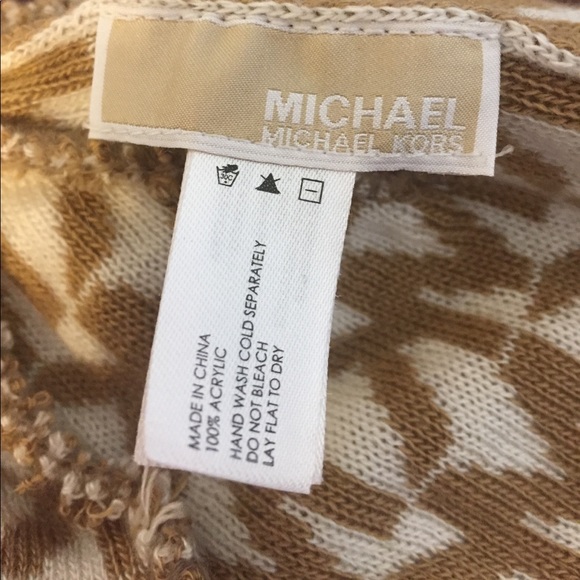 MICHAEL
MICHAEL KORS
30C
MADE IN CHINA
100% ACRYLIC
HAND WASH COLD SEPARATELY
DO NOT BLEACH
LAY FLAT TO DRY